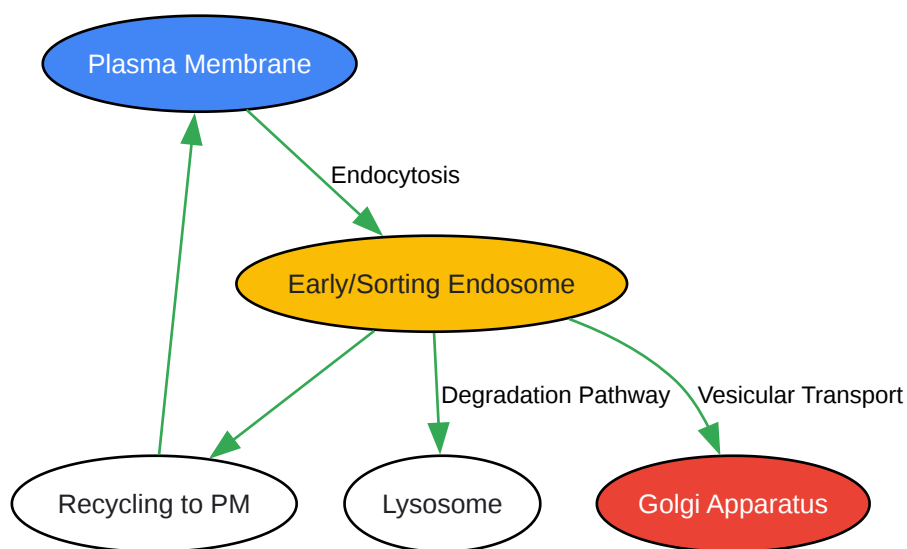 Plasma Membrane
Endocytosis
Early/Sorting Endosome
Degradation Pathway
Vesicular Transport
Recycling to PM
Lysosome
Golgi Apparatus